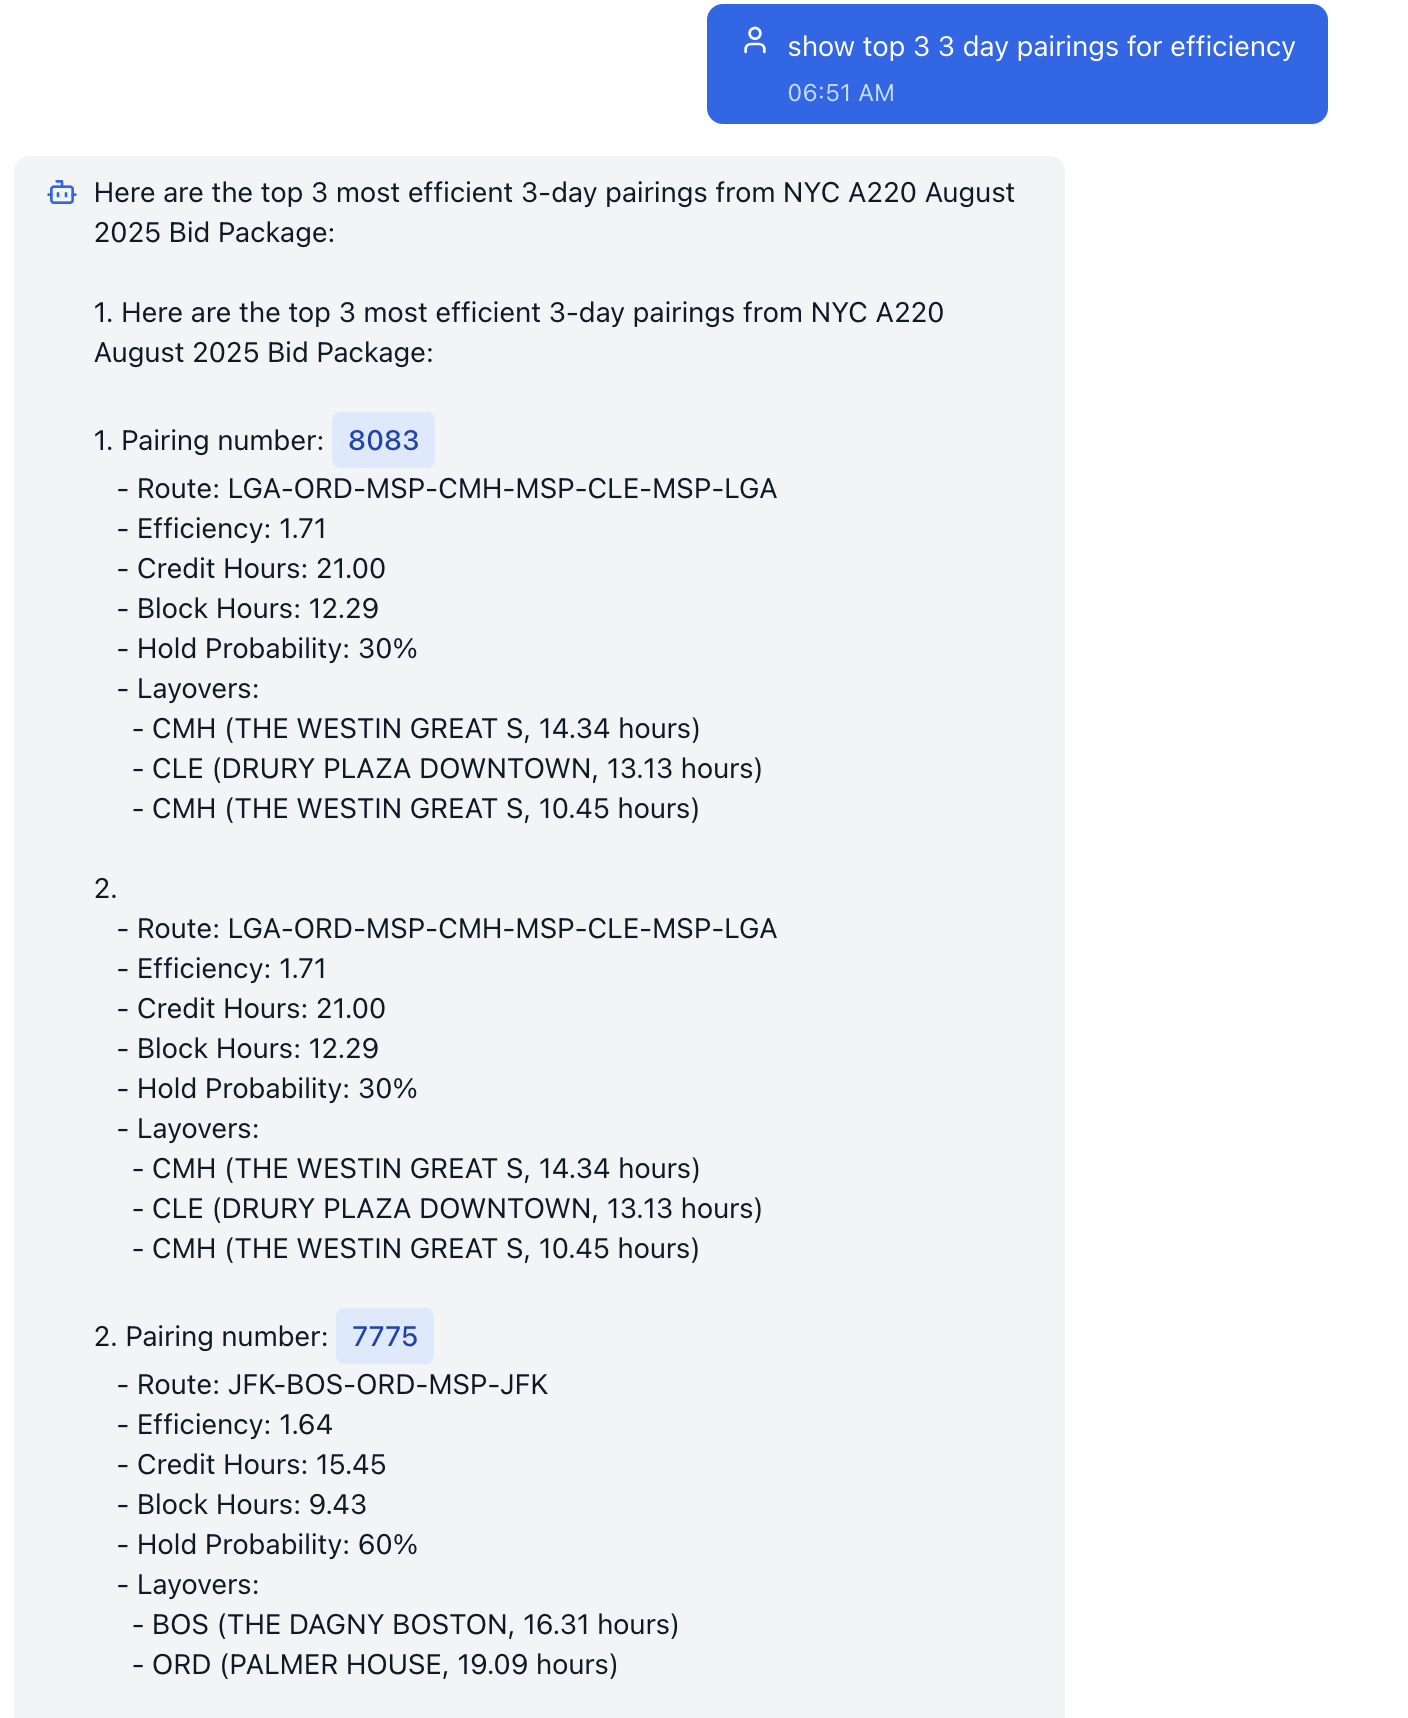 show top 3 3 day pairings for efficiency
06:51 AM
Here are the top 3 most efficient 3-day pairings from NYC A220 August
2025 Bid Package:
1. Here are the top 3 most efficient 3-day pairings from NYC A220
August 2025 Bid Package:
1. Pairing number: 8083
- Route: LGA-ORD-MSP-CMH-MSP-CLE-MSP-LGA
- Efficiency: 1.71
- Credit Hours: 21.00
- Block Hours: 12.29
- Hold Probability: 30%
- Layovers:
- CMH (THE WESTIN GREAT S, 14.34 hours)
- CLE (DRURY PLAZA DOWNTOWN, 13.13 hours)
- CMH (THE WESTIN GREAT S, 10.45 hours)
2.
- Route: LGA-ORD-MSP-CMH-MSP-CLE-MSP-LGA
- Efficiency: 1.71
- Credit Hours: 21.00
- Block Hours: 12.29
- Hold Probability: 30%
- Layovers:
- CMH (THE WESTIN GREAT S, 14.34 hours)
- CLE (DRURY PLAZA DOWNTOWN, 13.13 hours)
- CMH (THE WESTIN GREAT S, 10.45 hours)
2. Pairing number: 7775
- Route: JFK-BOS-ORD-MSP-JFK
- Efficiency: 1.64
- Credit Hours: 15.45
- Block Hours: 9.43
- Hold Probability: 60%
- Layovers:
- BOS (THE DAGNY BOSTON, 16.31 hours)
- ORD (PALMER HOUSE, 19.09 hours)